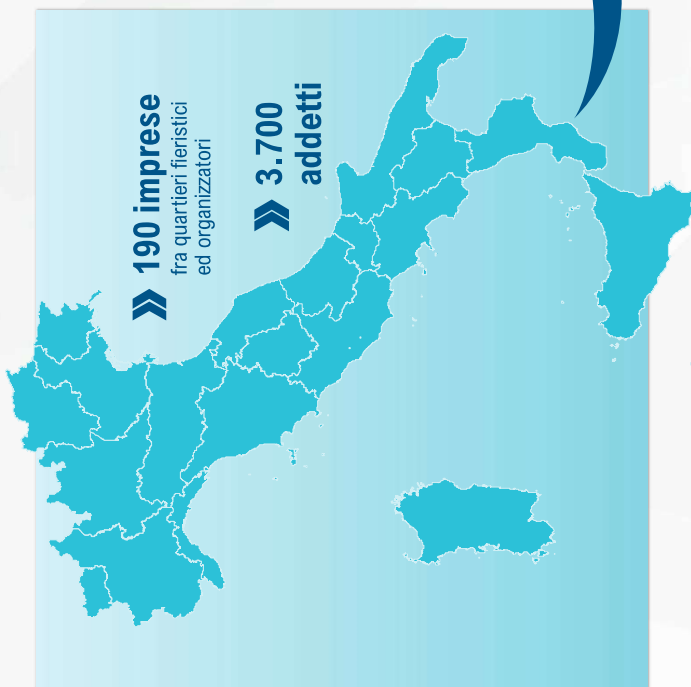 190 imprese
fra quartieri fieristici
ed organizzatori
3.700
addetti